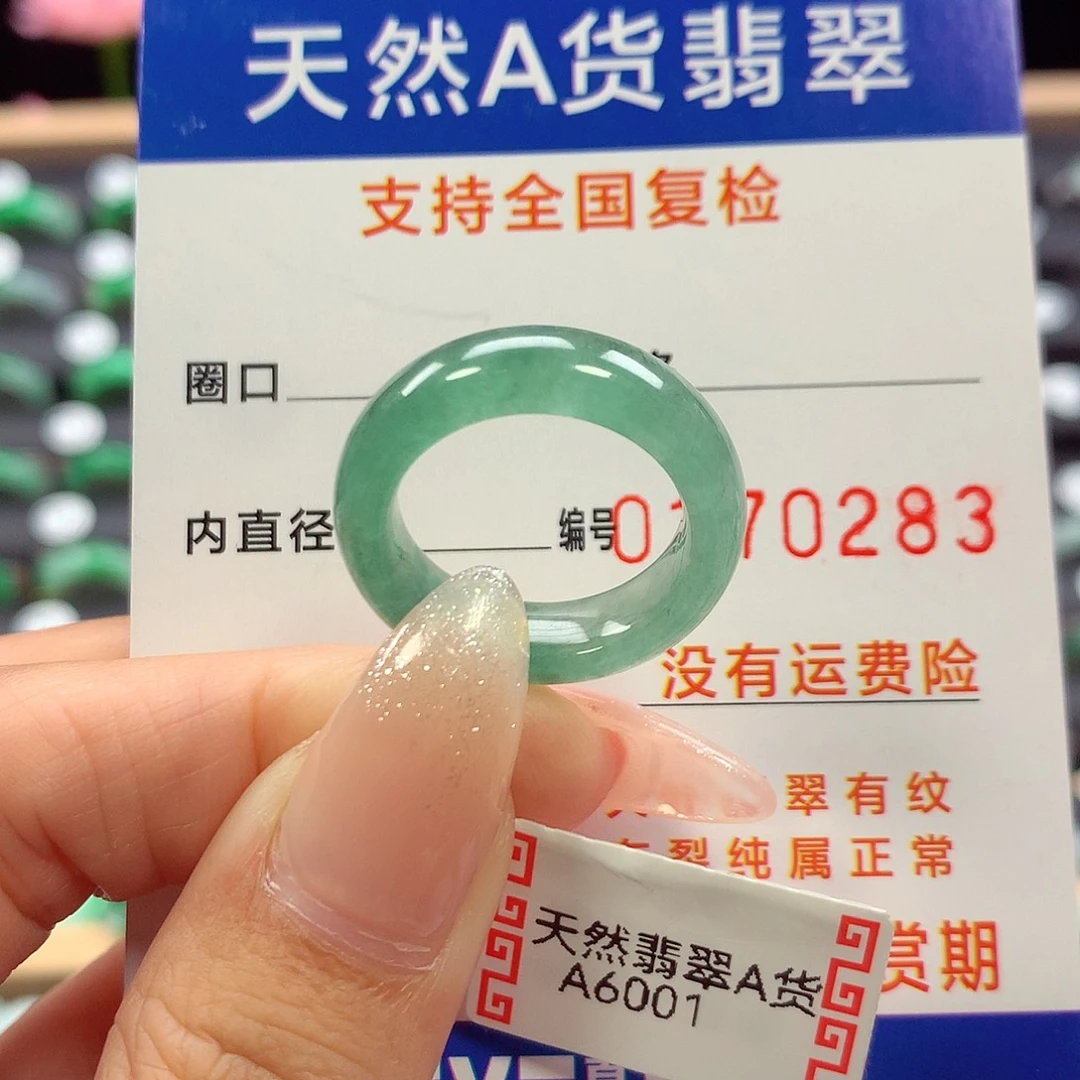 天然A货翡翠
支持全国复检
圈口
内直径 编号 70283
没有运费险
翠有纹
裂纯属正常
赏期
天然翡翠A货
A6001